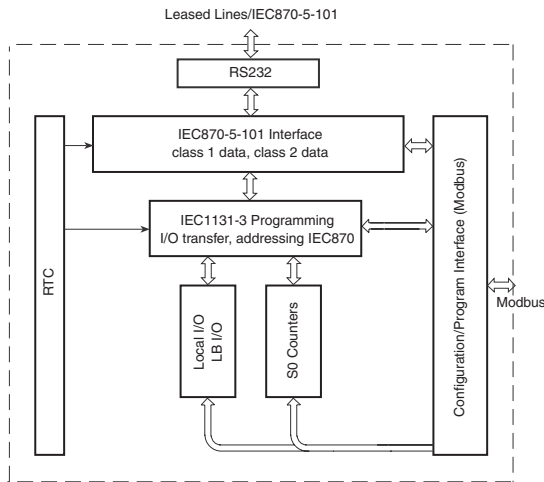 Leased Lines/IEC870-5-101
RS232
IEC870-5-101 Interface
class 1 data, class 2 data
IEC1131-3 Programming
I/O transfer, addressing IEC870
RTC
Local I/O
LB I/O
S0 Counters
Configuration/Program Interface (Modbus)
Modbus